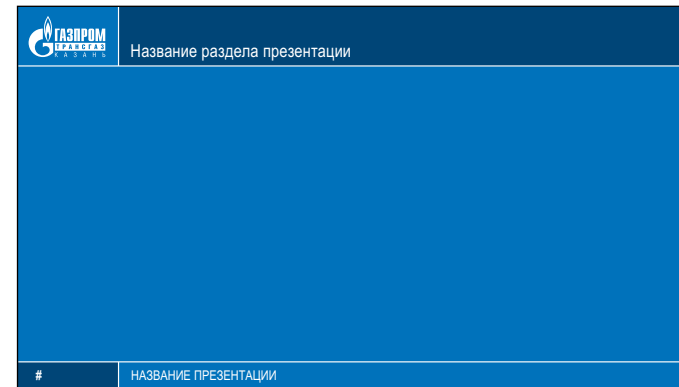 ГАЗПРОМ
ТРАНСГАЗ
КАЗАНЬ
Название раздела презентации
#
НАЗВАНИЕ ПРЕЗЕНТАЦИИ